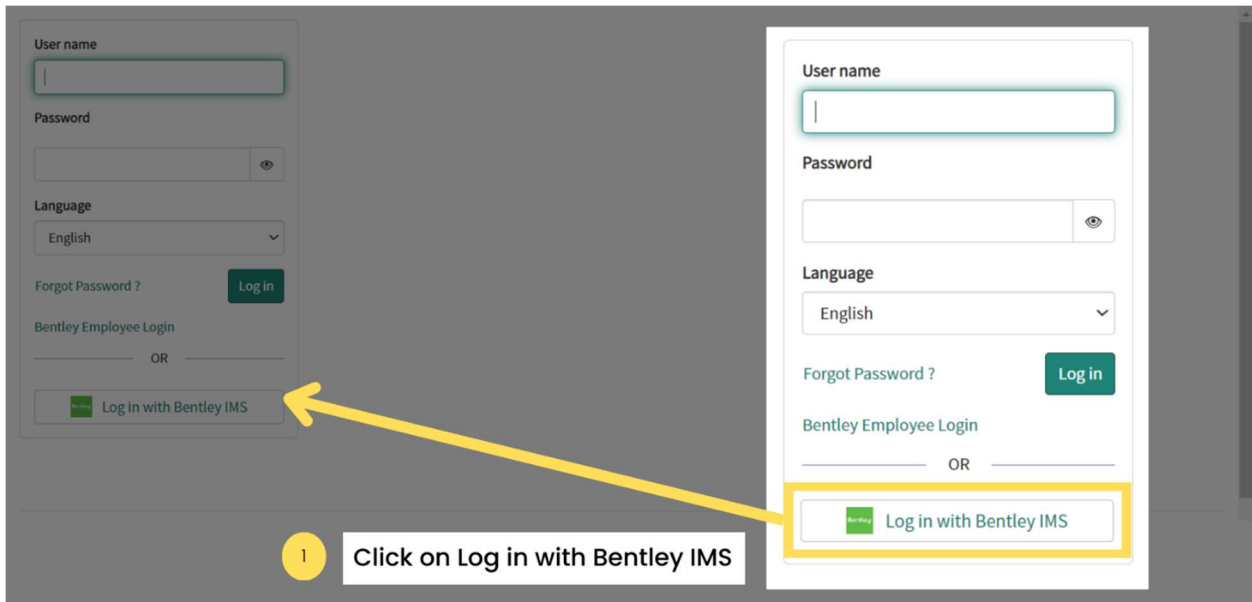 User name
Password
Language
English
Forgot Password ?
Log in
Bentley Employee Login
OR
Bentley
Log in with Bentley IMS
User name
Password
Language
English
Forgot Password ?
Log in
Bentley Employee Login
OR
Bentley
Log in with Bentley IMS
1
Click on Log in with Bentley IMS